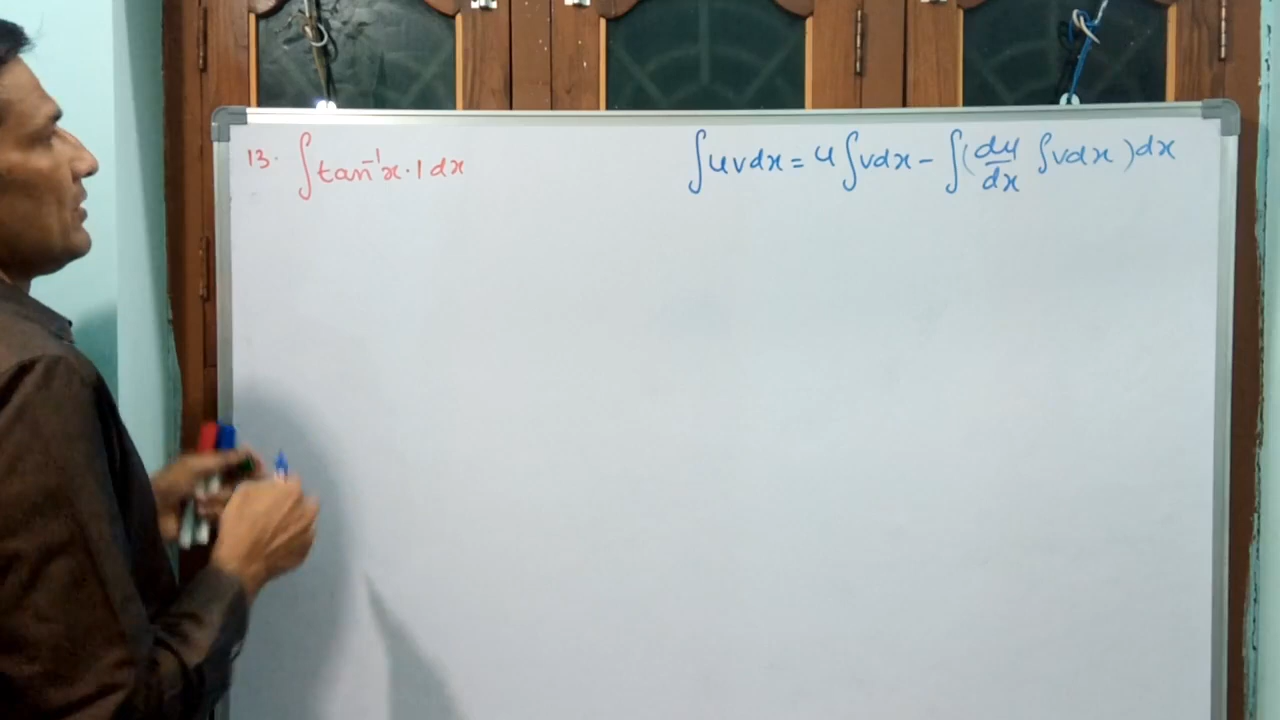 13. ∫tan⁻¹x·1 dx
∫uvdx = u∫vdx - ∫(du/dx ∫vdx)dx